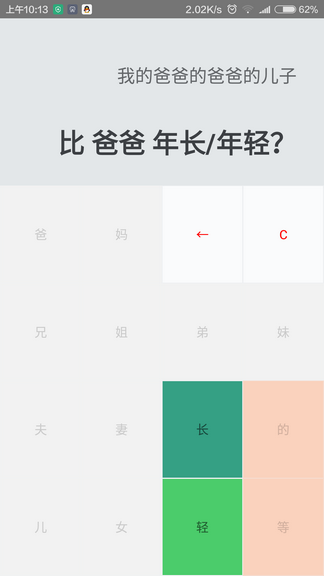 上午10:13 2.02K/s 62%
我的爸爸的爸爸的儿子
比 爸爸 年长/年轻?
爸 妈 ← C
兄 姐 弟 妹
夫 妻 长 的
儿 女 轻 等